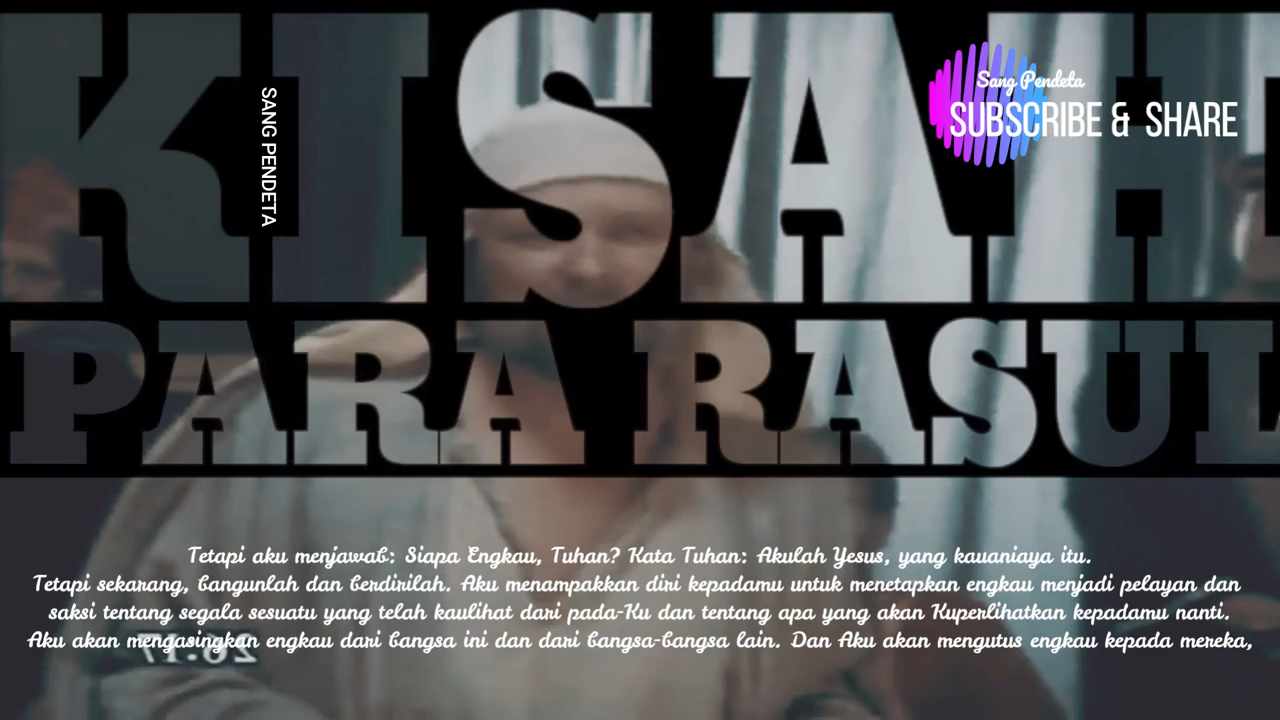 KISAH
PARA RASUL
SANG PENDETA
Sang Pendeta
SUBSCRIBE & SHARE
Tetapi aku menjawab: Siapa Engkau, Tuhan? Kata Tuhan: Akulah Yesus, yang kauaniaya itu.
Tetapi sekarang, bangunlah dan berdirilah. Aku menampakkan diri kepadamu untuk menetapkan engkau menjadi pelayan dan
saksi tentang segala sesuatu yang telah kaulihat dari pada-Ku dan tentang apa yang akan Kuperlihatkan kepadamu nanti.
Aku akan mengasingkan engkau dari bangsa ini dan dari bangsa-bangsa lain. Dan Aku akan mengutus engkau kepada mereka,
26:17